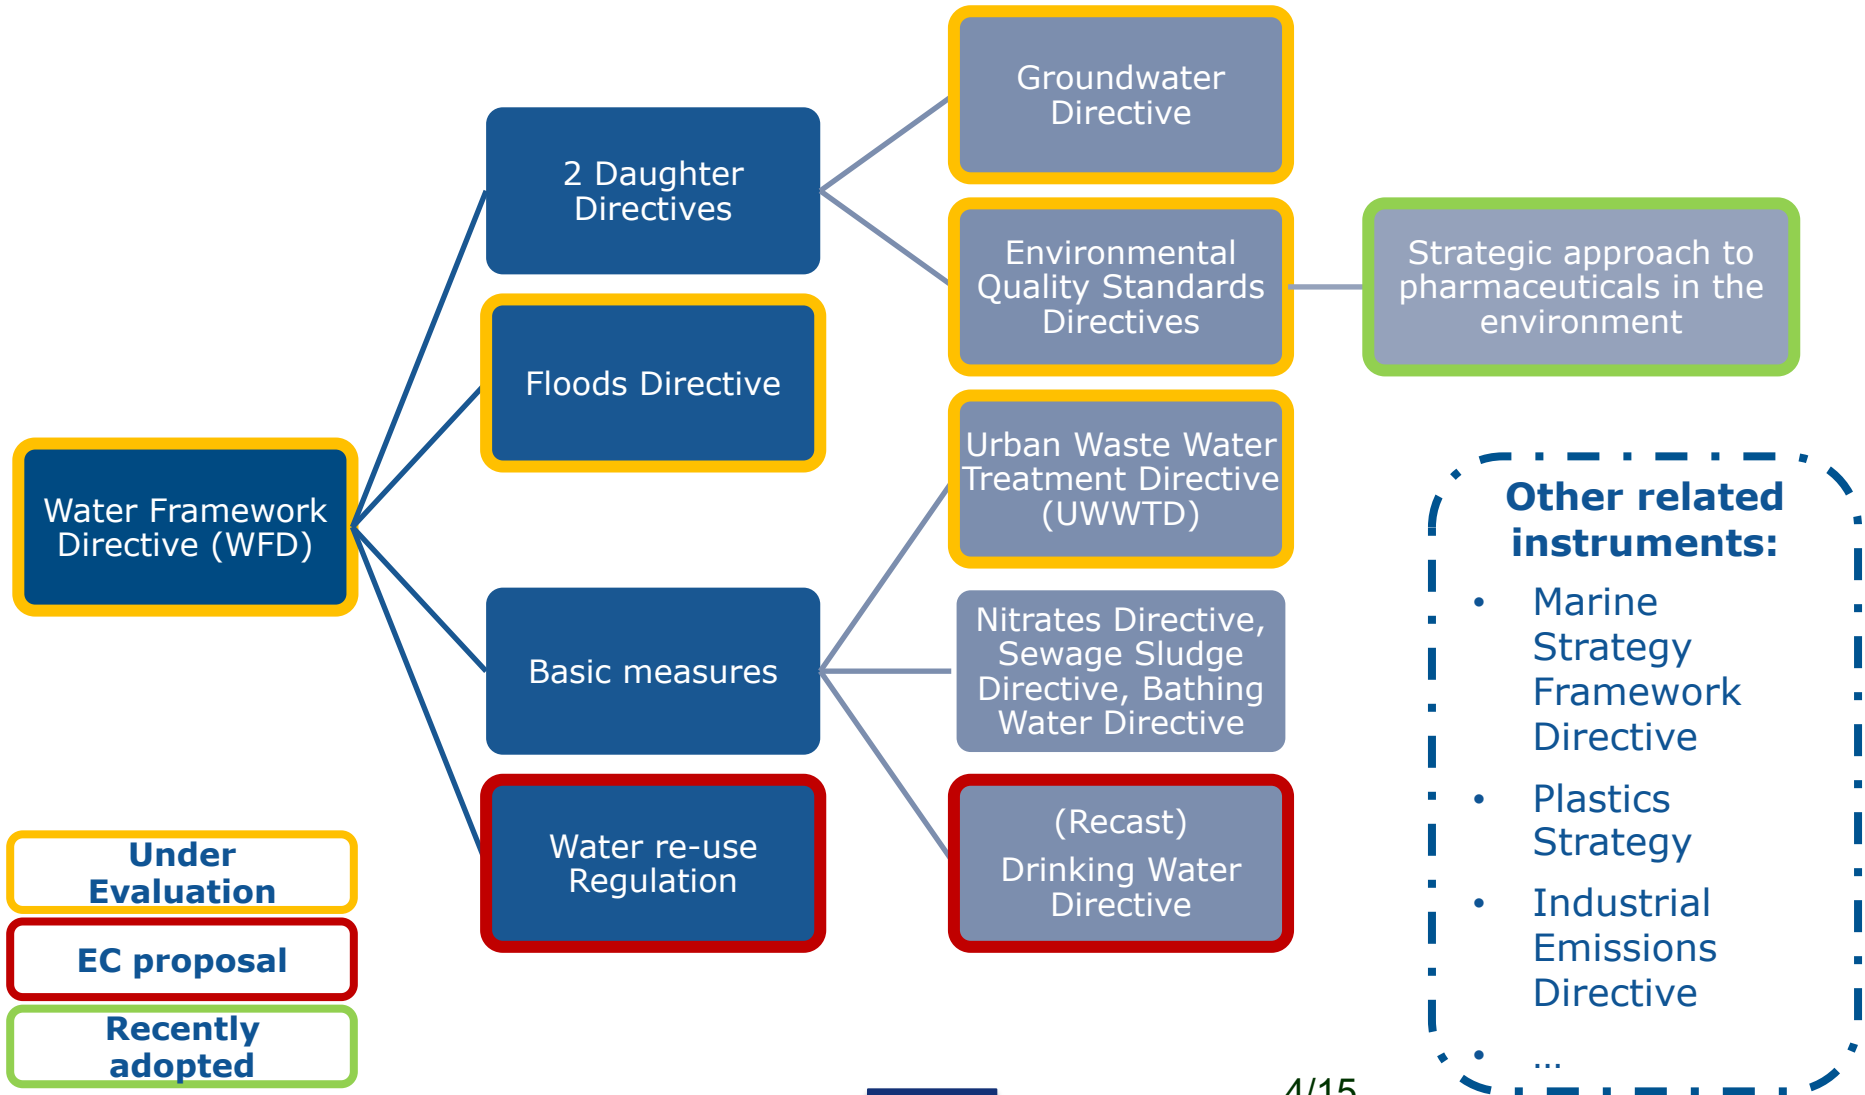 Water Framework
Directive (WFD)
2 Daughter
Directives
Floods Directive
Basic measures
Water re-use
Regulation
Groundwater
Directive
Environmental
Quality Standards
Directives
Urban Waste Water
Treatment Directive
(UWWTD)
Nitrates Directive,
Sewage Sludge
Directive, Bathing
Water Directive
(Recast)
Drinking Water
Directive
Strategic approach to
pharmaceuticals in the
environment
Other related
instruments:
• Marine
Strategy
Framework
Directive
• Plastics
Strategy
• Industrial
Emissions
Directive
• ...
Under
Evaluation
EC proposal
Recently
adopted
4/15